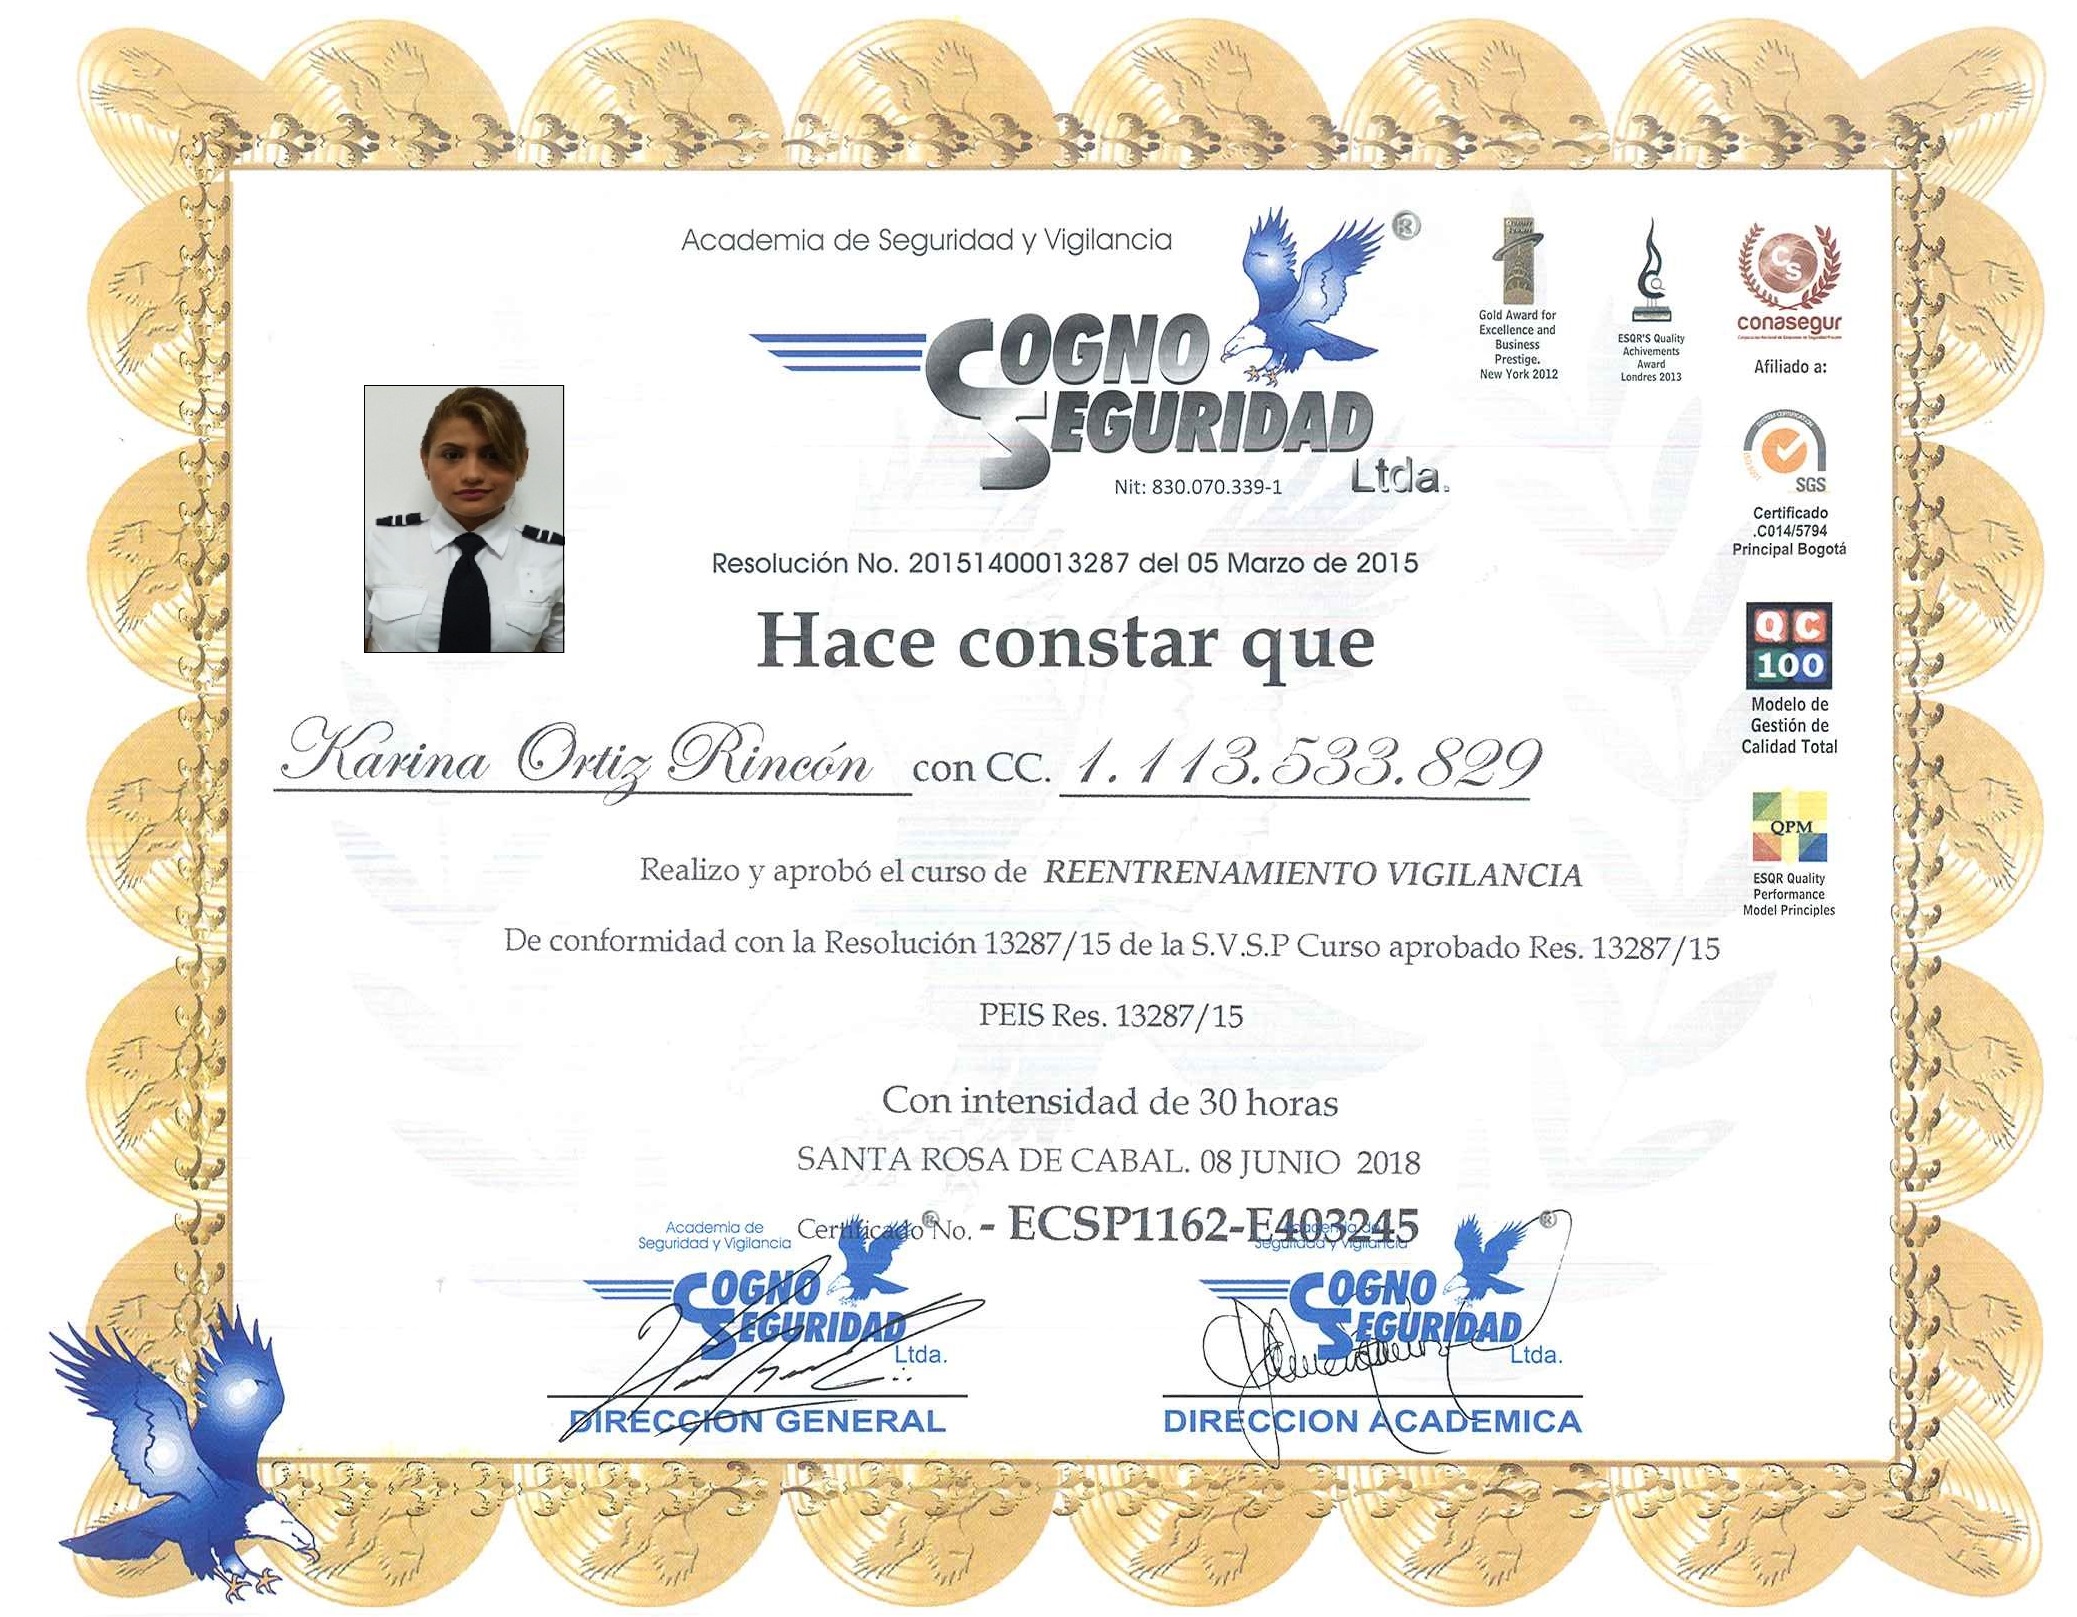 Academia de Seguridad y Vigilancia
®
COGNO
SEGURIDAD
Ltda.
Nit: 830.070.339-1
Gold Award for
Excellence and
Business
Prestige.
New York 2012
ESQR'S Quality
Achivements
Award
Londres 2013
CS
conasegur
Afiliado a:
SGS
Certificado
.C014/5794
Principal Bogotá
QC
100
Modelo de
Gestión de
Calidad Total
QPM
ESQR Quality
Performance
Model Principles
Resolución No. 20151400013287 del 05 Marzo de 2015
Hace constar que
Karina Ortiz Rincón con CC. 1.113.533.829
Realizo y aprobó el curso de REENTRENAMIENTO VIGILANCIA
De conformidad con la Resolución 13287/15 de la S.V.S.P Curso aprobado Res. 13287/15
PEIS Res. 13287/15
Con intensidad de 30 horas
SANTA ROSA DE CABAL. 08 JUNIO 2018
Certificado No. - ECSP1162-E403245
Academia de
Seguridad y Vigilancia
®
COGNO
SEGURIDAD
Ltda.
DIRECCION GENERAL
Academia de
Seguridad y Vigilancia
®
COGNO
SEGURIDAD
Ltda.
DIRECCION ACADEMICA